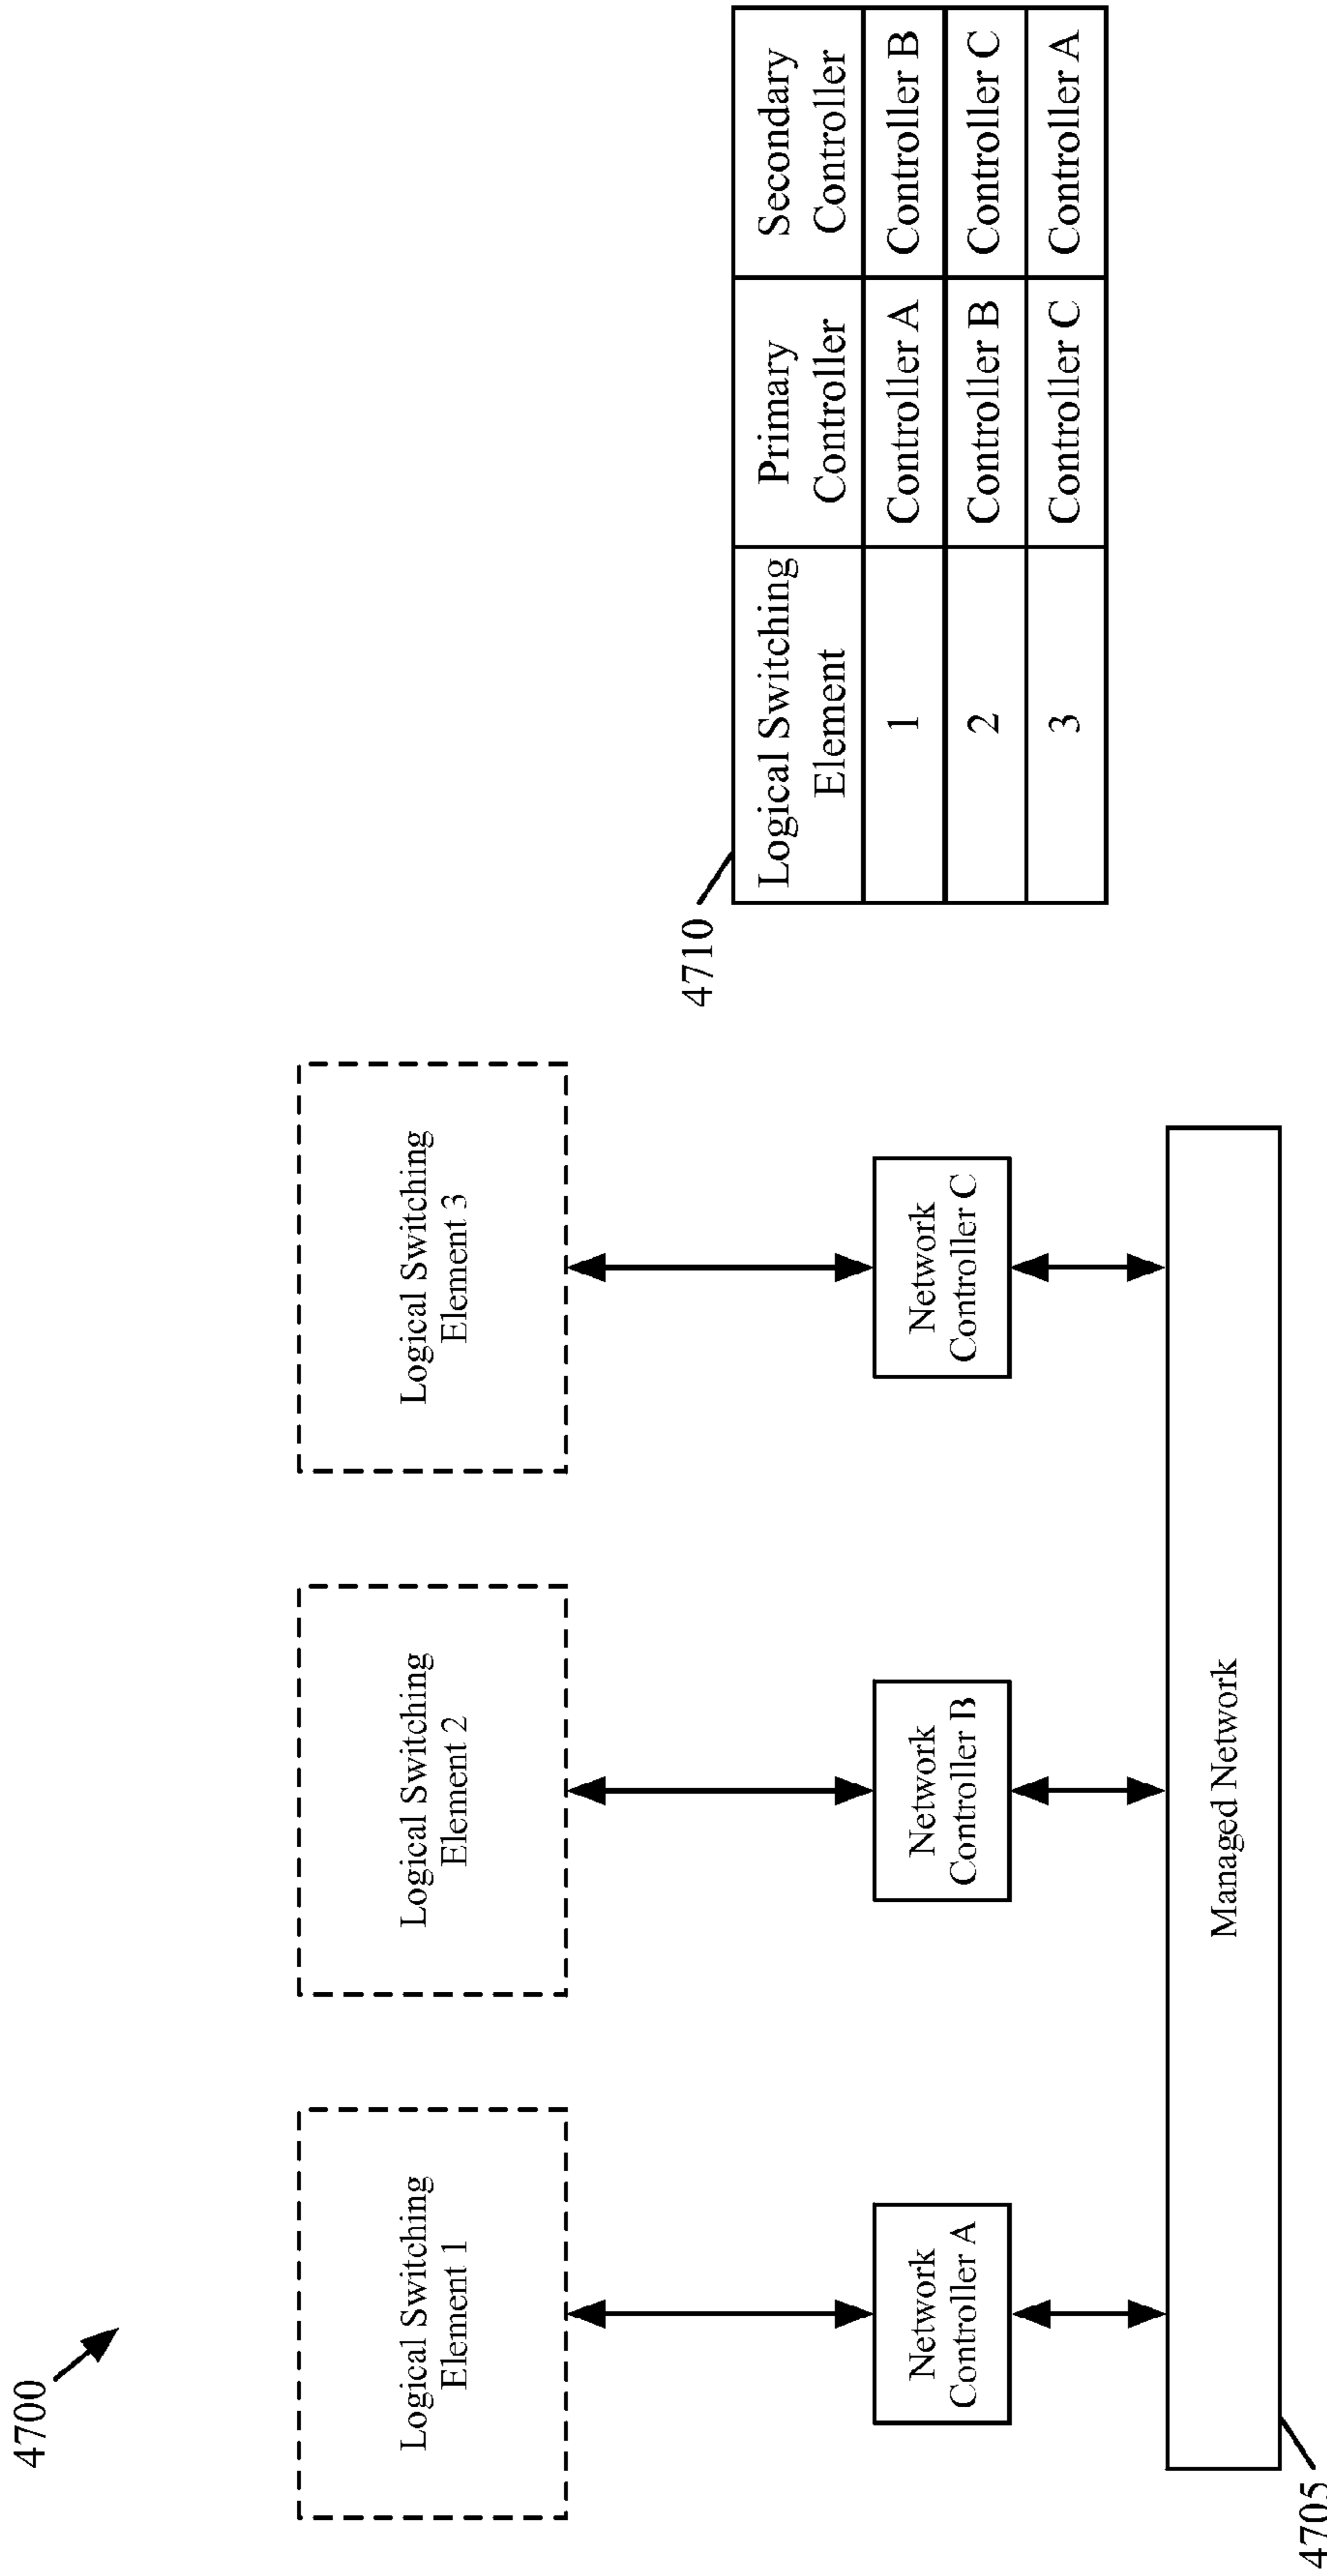 4700
Logical Switching
Element 1
Logical Switching
Element 2
Logical Switching
Element 3
Network
Controller A
Network
Controller B
Network
Controller C
Managed Network
4705
4710
Logical Switching
Element
Primary
Controller
Secondary
Controller
1
Controller A
Controller B
2
Controller B
Controller C
3
Controller C
Controller A